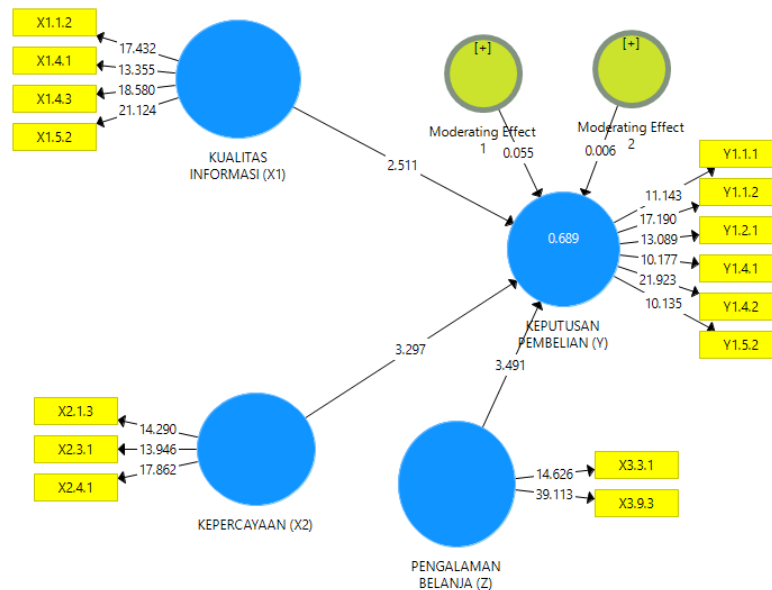 X1.1.2
17.432
X1.4.1
13.355
X1.4.3
18.580
X1.5.2
21.124
KUALITAS
INFORMASI (X1)
[+]
Moderating Effect
1
[+]
Moderating Effect
2
2.511
0.055
0.006
0.689
KEPUTUSAN
PEMBELIAN (Y)
Y1.1.1
11.143
Y1.1.2
17.190
Y1.2.1
13.089
Y1.4.1
10.177
Y1.4.2
21.923
Y1.5.2
10.135
3.297
3.491
X2.1.3
14.290
X2.3.1
13.946
X2.4.1
17.862
KEPERCAYAAN (X2)
X3.3.1
14.626
X3.9.3
39.113
PENGALAMAN
BELANJA (Z)